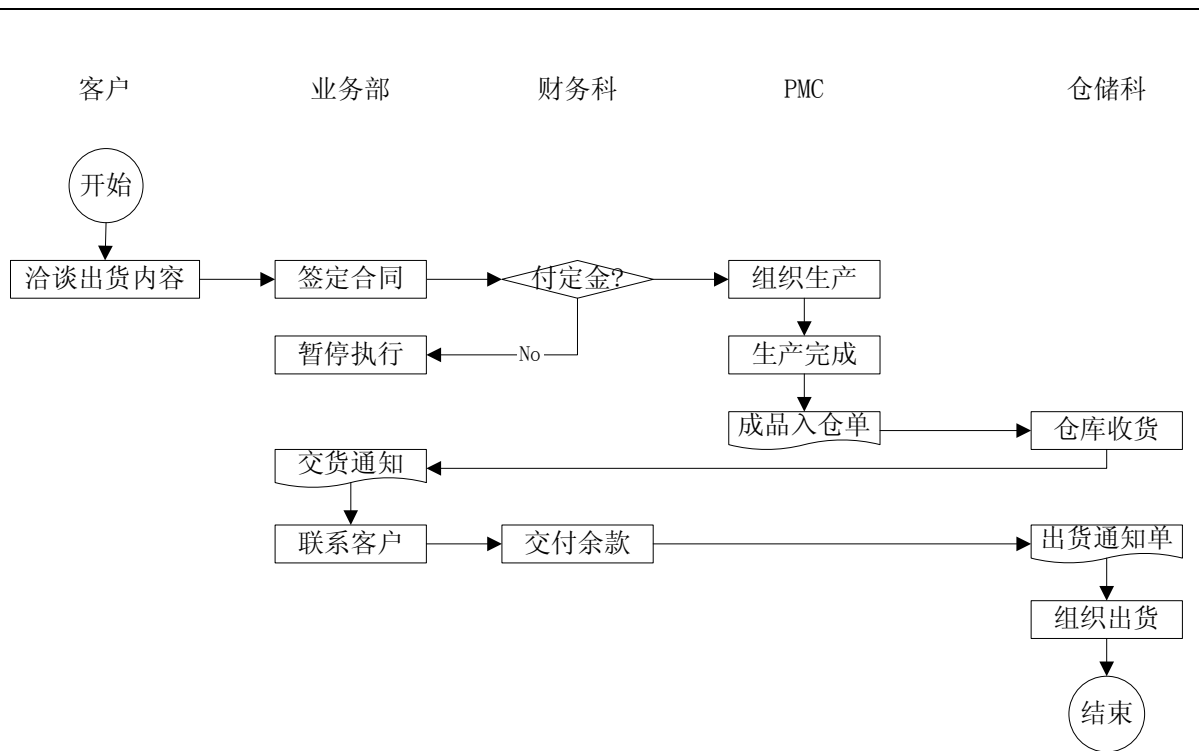 客户
业务部
财务科
PMC
仓储科
开始
洽谈出货内容
签定合同
付定金?
组织生产
暂停执行
No
生产完成
成品入仓单
仓库收货
交货通知
联系客户
交付余款
出货通知单
组织出货
结束